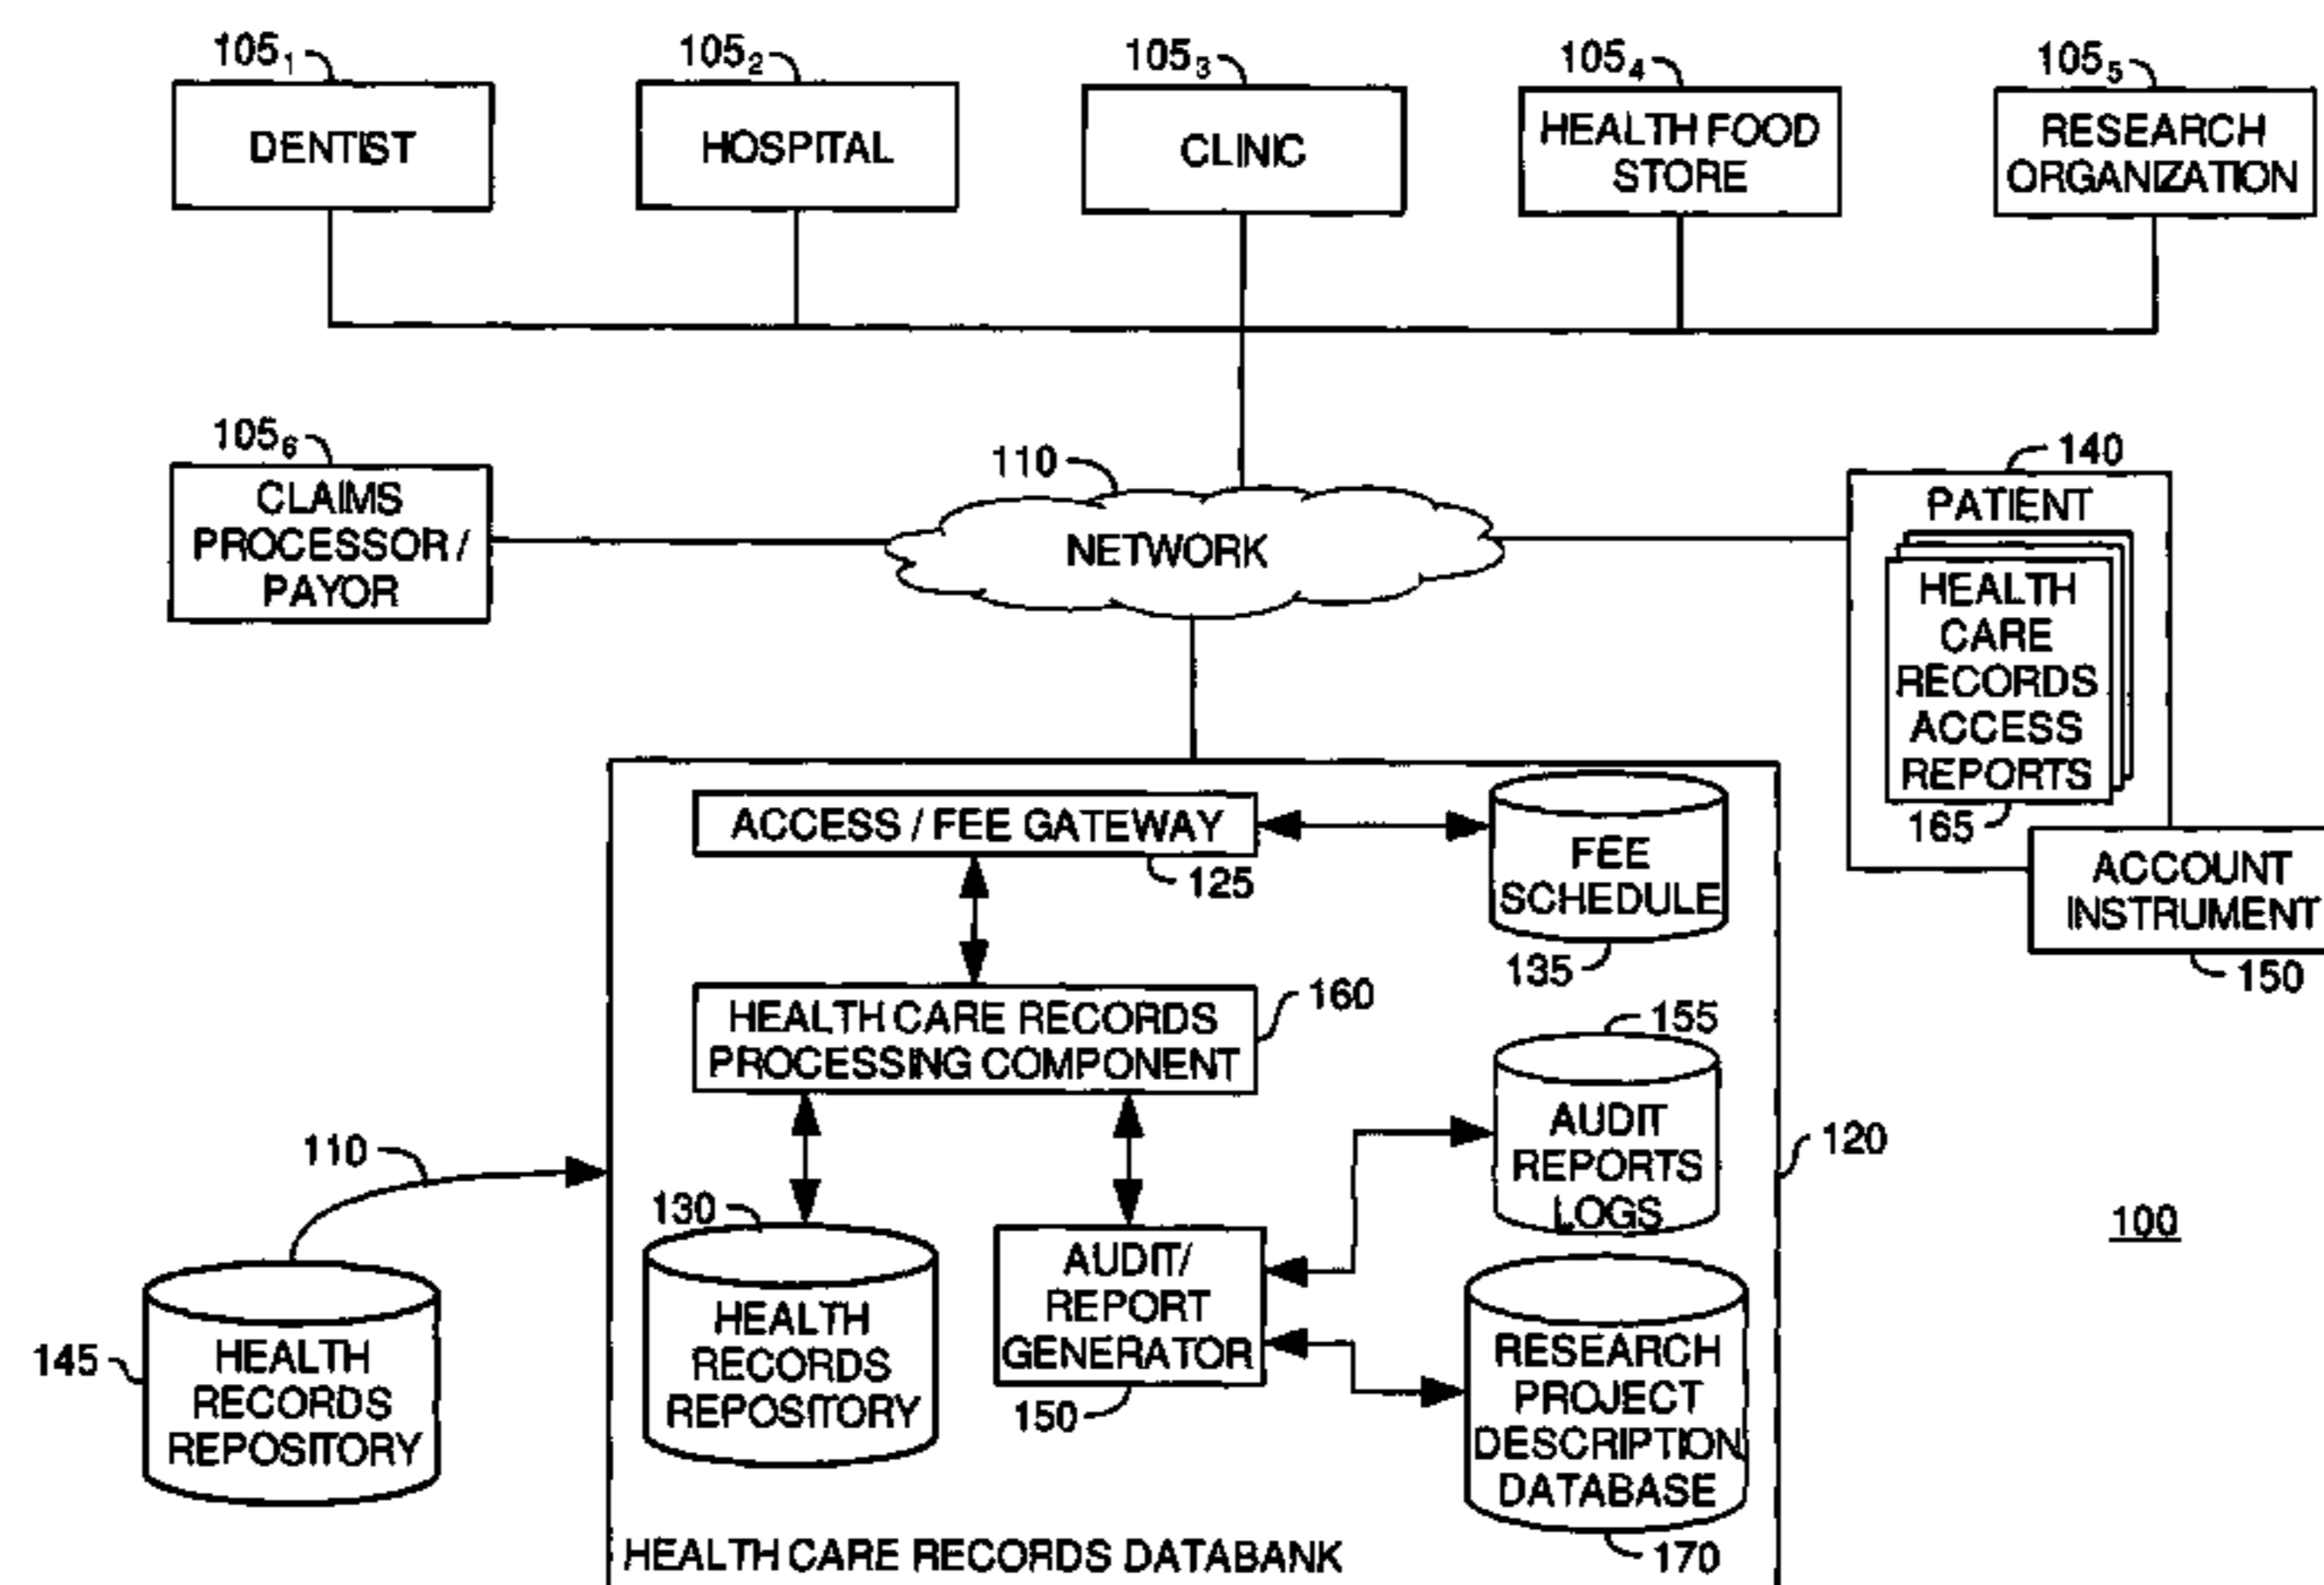 105₁
105₂
105₃
105₄
105₅
DENTIST
HOSPITAL
CLINIC
HEALTH FOOD
STORE
RESEARCH
ORGANIZATION
105₆
CLAIMS
PROCESSOR /
PAYOR
110
NETWORK
140
PATIENT
HEALTH
CARE
RECORDS
ACCESS
REPORTS
165
ACCOUNT
INSTRUMENT
150
ACCESS / FEE GATEWAY
125
FEE
SCHEDULE
135
HEALTH CARE RECORDS
PROCESSING COMPONENT
160
155
AUDIT
REPORTS
LOGS
120
100
110
145
HEALTH
RECORDS
REPOSITORY
130
HEALTH
RECORDS
REPOSITORY
AUDIT/
REPORT
GENERATOR
150
RESEARCH
PROJECT
DESCRIPTION
DATABASE
170
HEALTH CARE RECORDS DATABANK